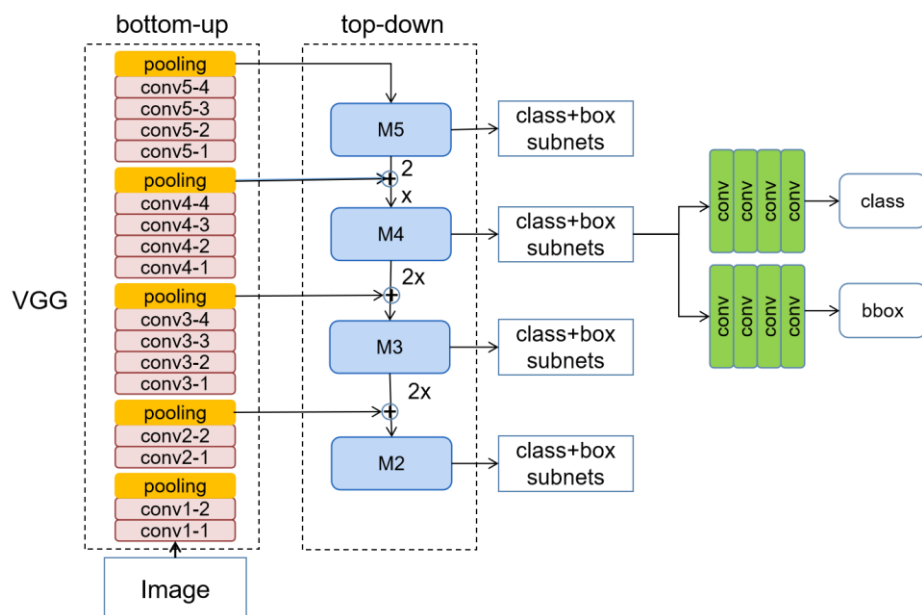 bottom-up
top-down
pooling
conv5-4
conv5-3
conv5-2
conv5-1
pooling
conv4-4
conv4-3
conv4-2
conv4-1
pooling
conv3-4
conv3-3
conv3-2
conv3-1
pooling
conv2-2
conv2-1
pooling
conv1-2
conv1-1
VGG
Image
M5
+ 2
x
M4
2x
+
M3
2x
+
M2
class+box
subnets
class+box
subnets
class+box
subnets
class+box
subnets
conv conv conv conv
class
conv conv conv conv
bbox